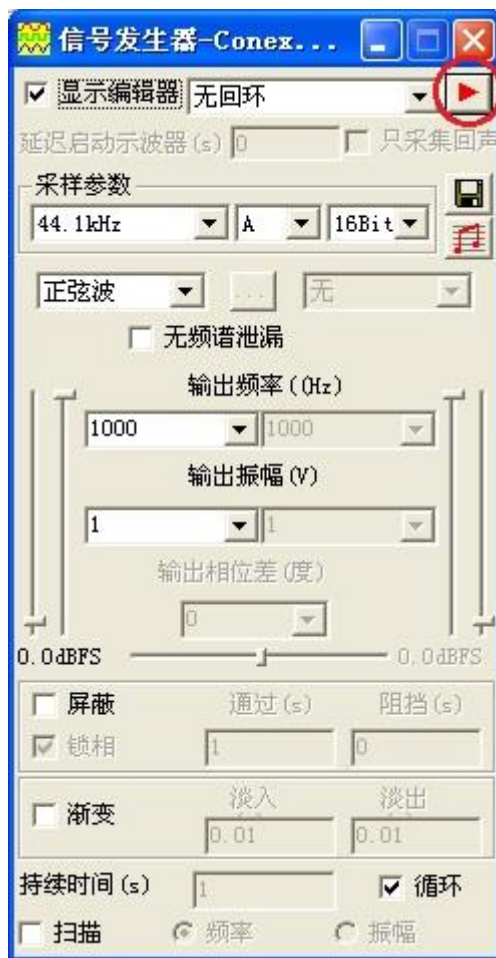 信号发生器-Conex...
显示编辑器 无回环
延迟启动示波器(s) 0 只采集回声
采样参数
44.1kHz A 16Bit
正弦波 ... 无
无频谱泄漏
输出频率((Hz)
1000 1000
输出振幅(V)
1 1
输出相位差(度)
0
0.0dBFS 0.0dBFS
屏蔽 通过(s) 阻挡(s)
锁相 1 0
渐变 淡入 淡出
0.01 0.01
持续时间(s) 1 循环
扫描 频率 振幅